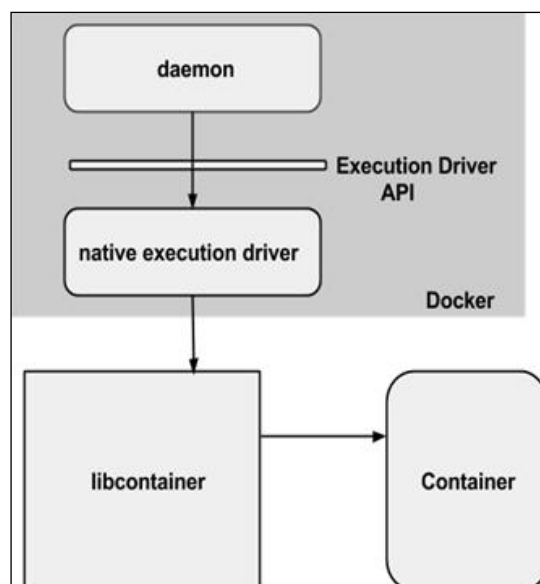 daemon
Execution Driver
API
native execution driver
Docker
libcontainer
Container